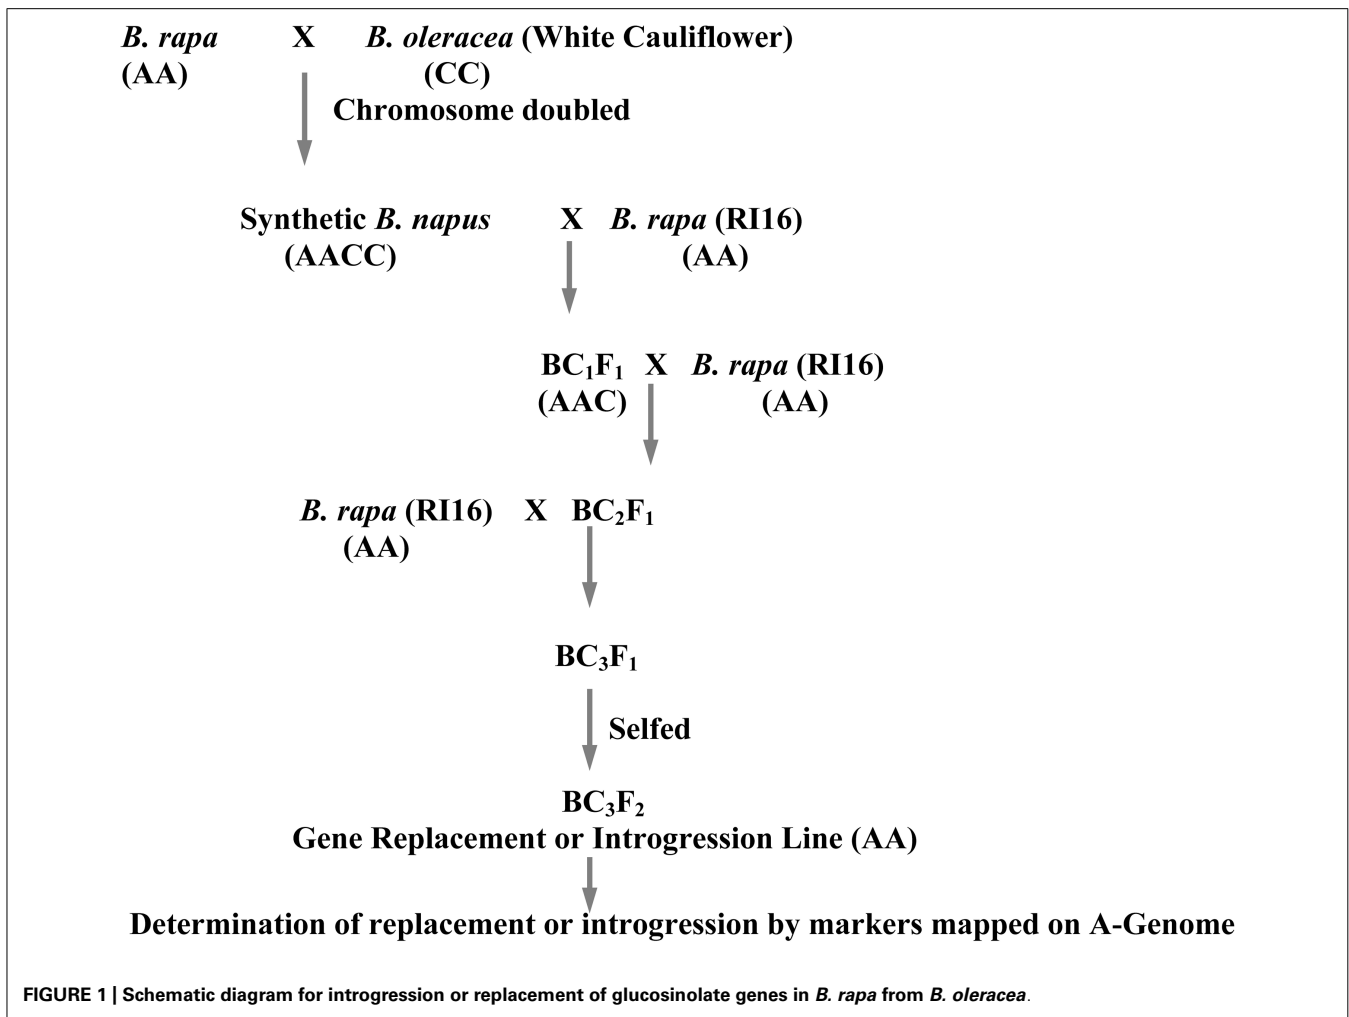 B. rapa X B. oleracea (White Cauliflower)
(AA) (CC)
Chromosome doubled
Synthetic B. napus X B. rapa (RI16)
(AACC) (AA)
BC₁F₁ X B. rapa (RI16)
(AAC) (AA)
B. rapa (RI16) X BC₂F₁
(AA)
BC₃F₁
Selfed
BC₃F₂
Gene Replacement or Introgression Line (AA)
Determination of replacement or introgression by markers mapped on A-Genome
FIGURE 1 | Schematic diagram for introgression or replacement of glucosinolate genes in B. rapa from B. oleracea.